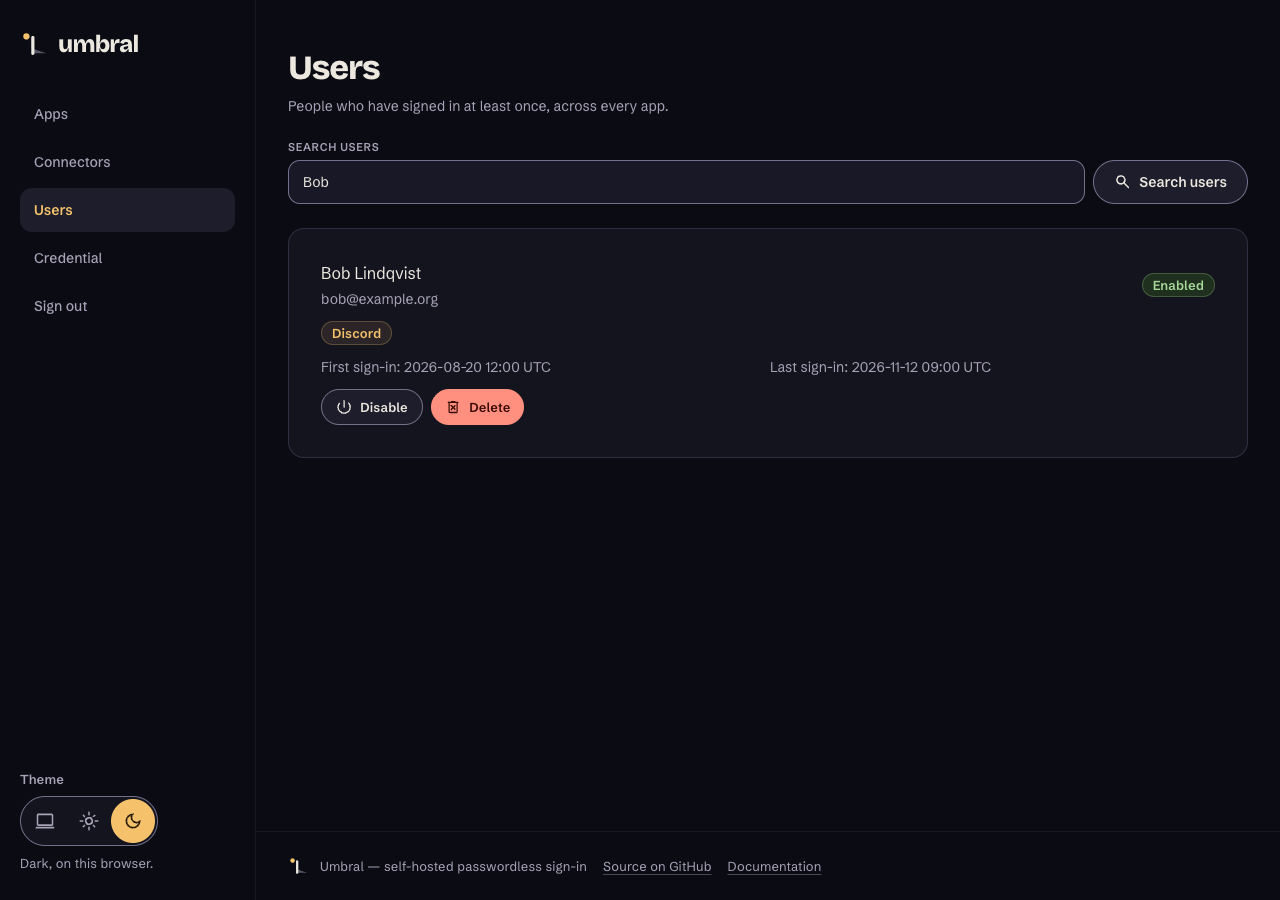 umbral
Apps
Connectors
Users
Credential
Sign out
Theme
Dark, on this browser.
Users
People who have signed in at least once, across every app.
SEARCH USERS
Bob
Search users
Bob Lindqvist
bob@example.org
Enabled
Discord
First sign-in: 2026-08-20 12:00 UTC
Last sign-in: 2026-11-12 09:00 UTC
Disable
Delete
Umbral — self-hosted passwordless sign-in
Source on GitHub
Documentation